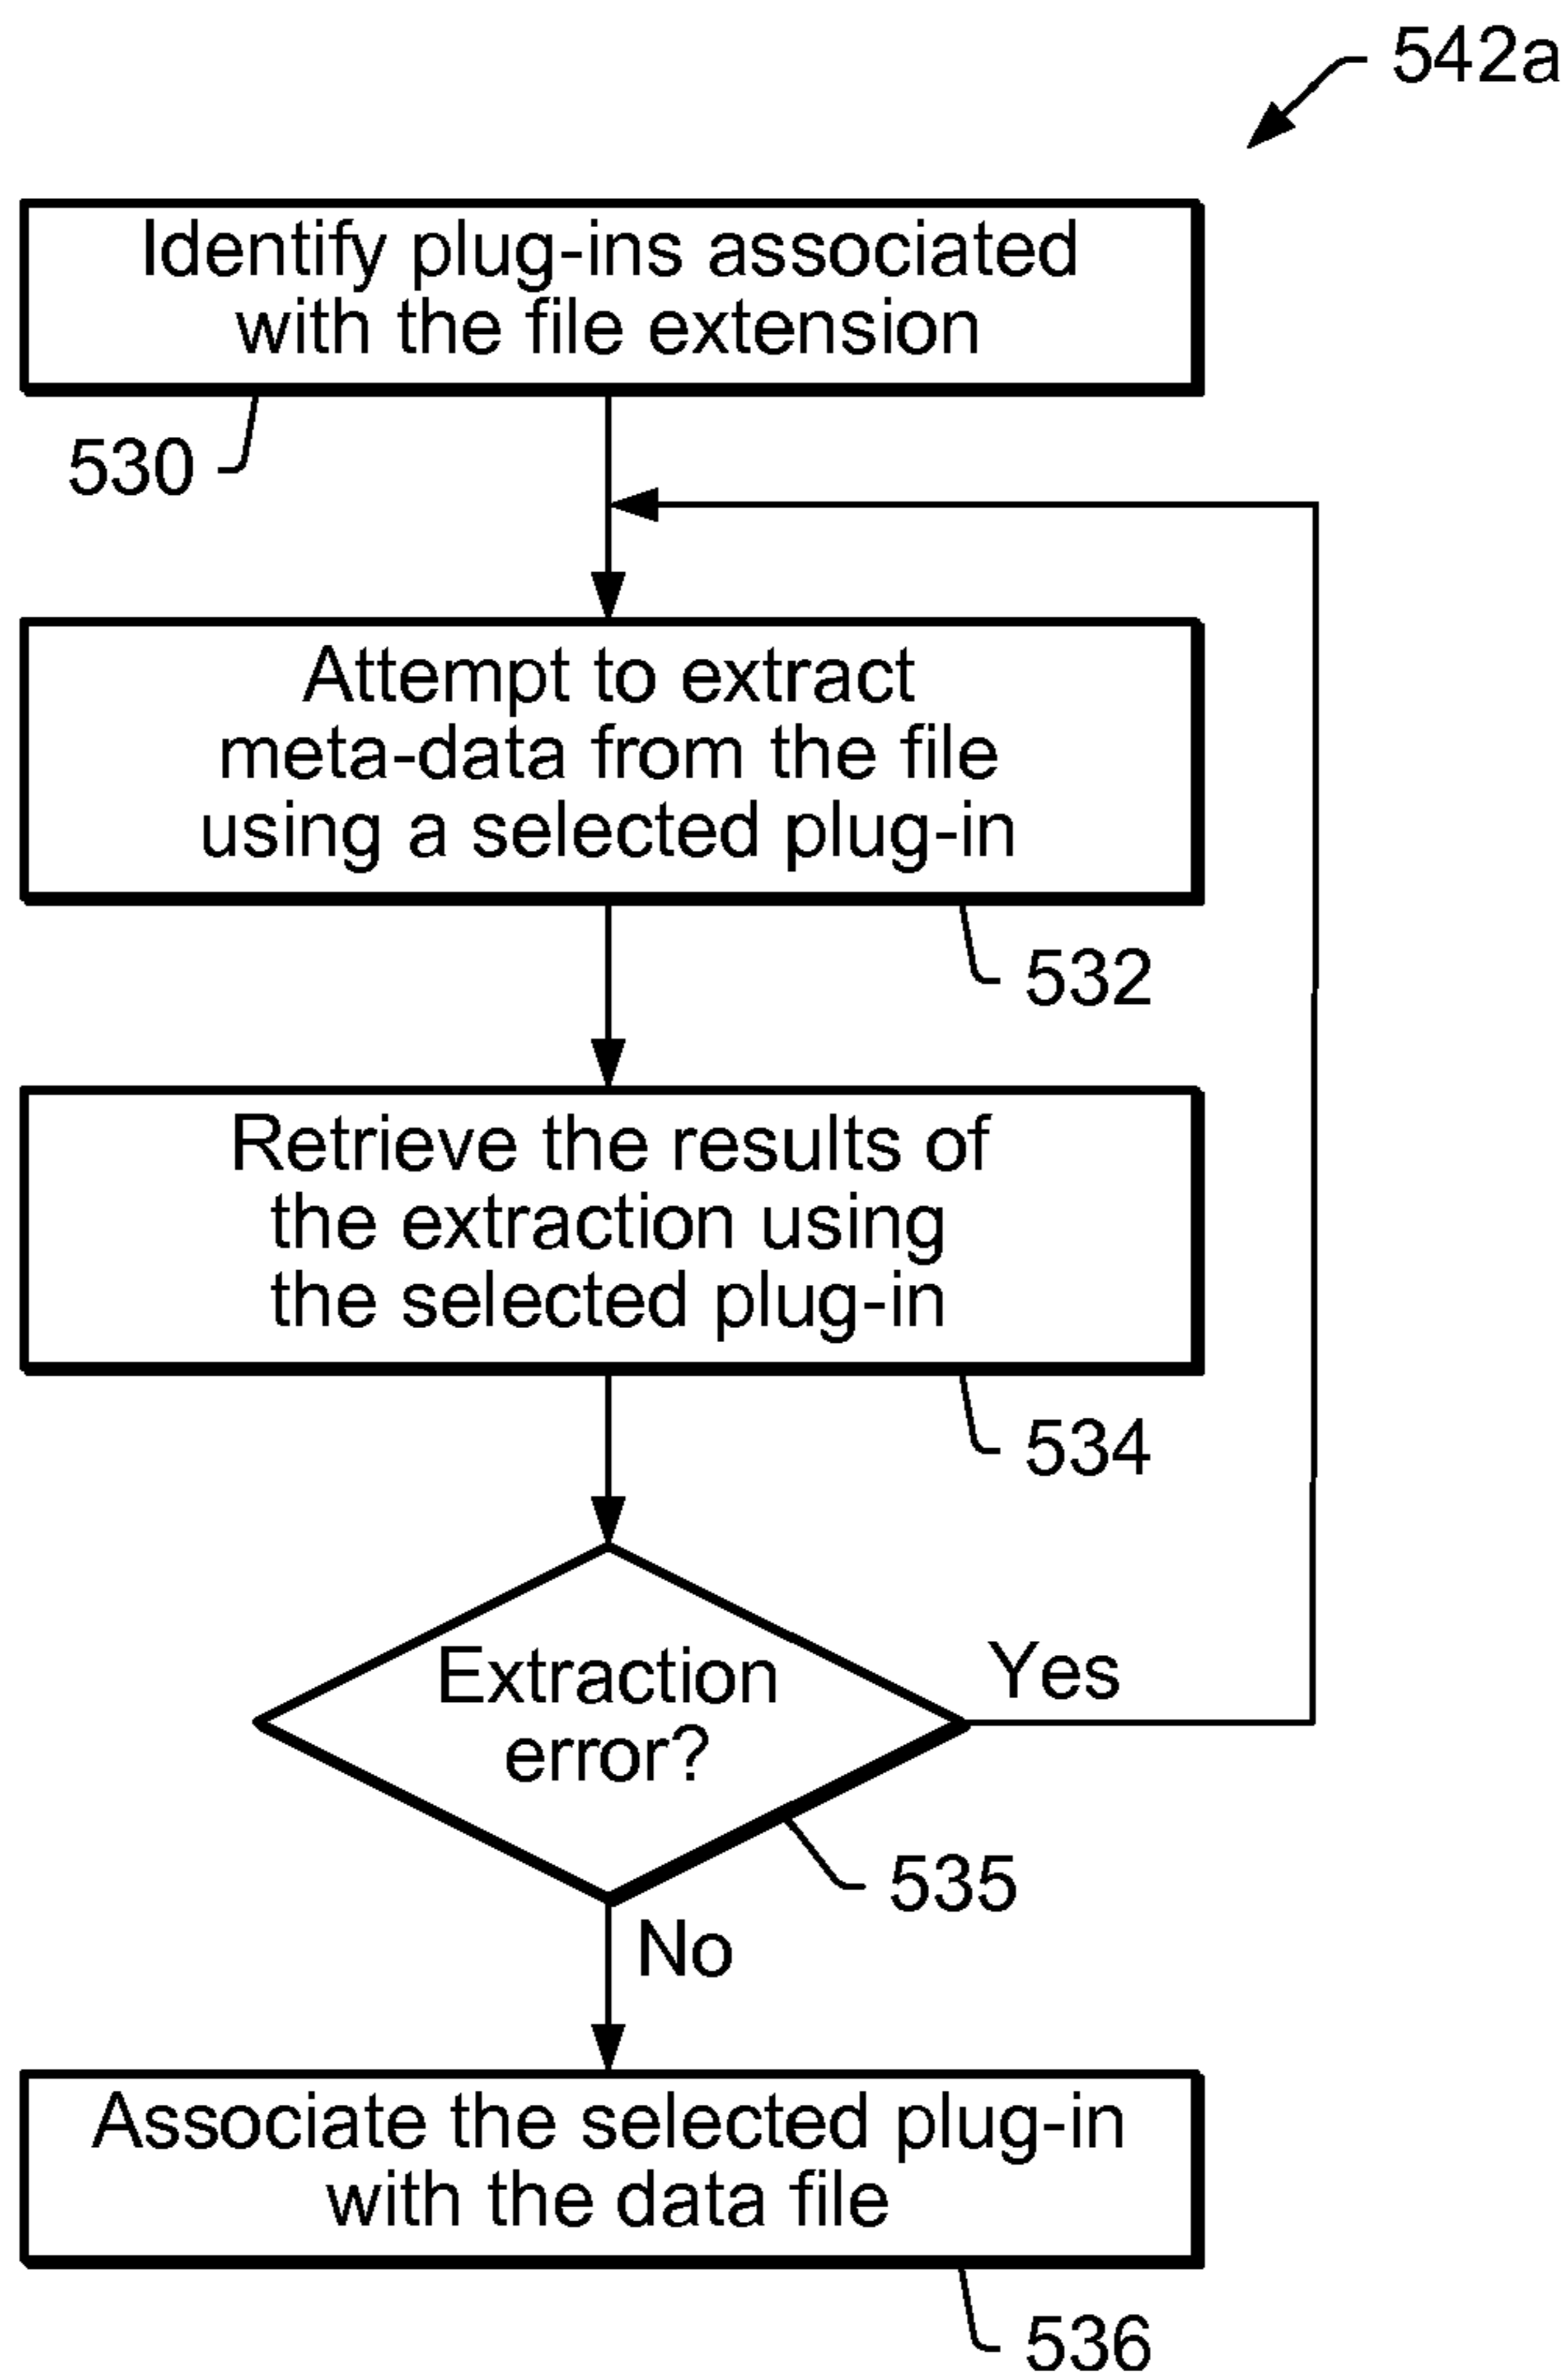 542a
Identify plug-ins associated
with the file extension
530
Attempt to extract
meta-data from the file
using a selected plug-in
532
Retrieve the results of
the extraction using
the selected plug-in
534
Extraction
error?
Yes
535
No
Associate the selected plug-in
with the data file
536